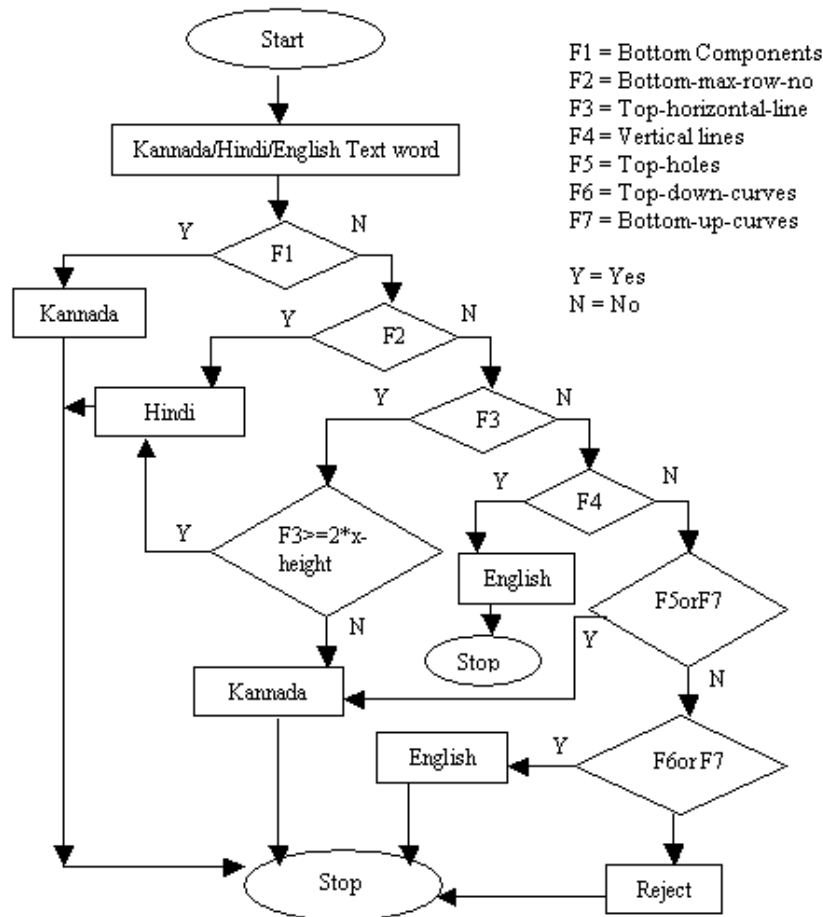 Start
F1 = Bottom Components
F2 = Bottom-max-row-no
F3 = Top-horizontal-line
F4 = Vertical lines
F5 = Top-holes
F6 = Top-down-curves
F7 = Bottom-up-curves
Y = Yes
N = No
Kannada/Hindi/English Text word
Y
F1
N
Kannada
Y
F2
N
Hindi
Y
F3
N
Y
F3>=2*x-
height
N
Y
F4
N
English
Stop
F5orF7
Y
N
Kannada
English
Y
F6orF7
Stop
Reject